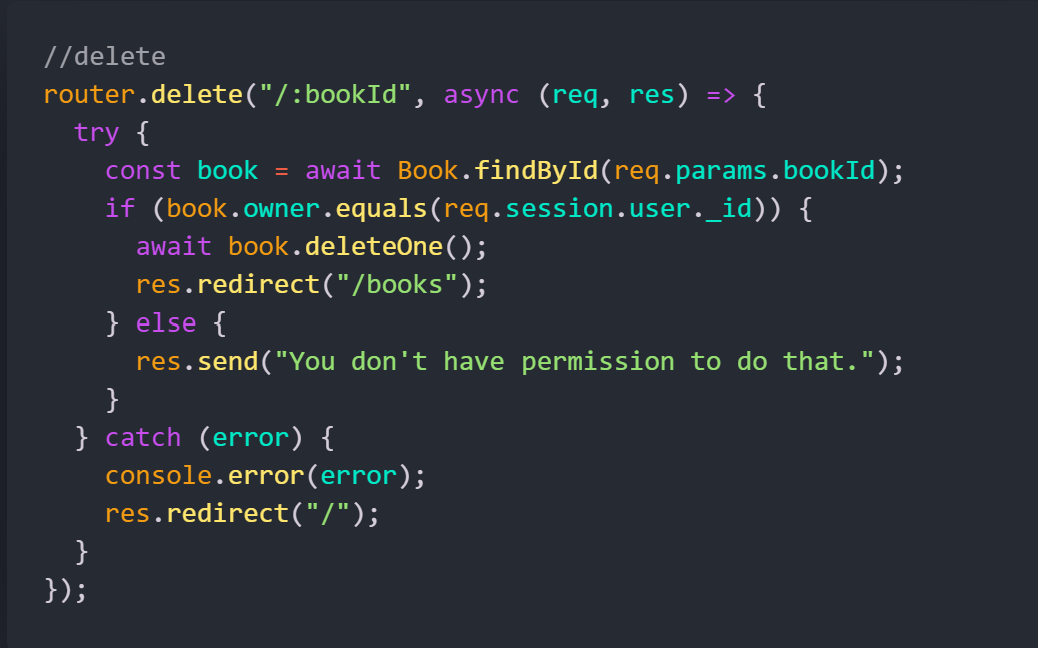 //delete
router.delete("/:bookId", async (req, res) => {
  try {
    const book = await Book.findById(req.params.bookId);
    if (book.owner.equals(req.session.user._id)) {
      await book.deleteOne();
      res.redirect("/books");
    } else {
      res.send("You don't have permission to do that.");
    }
  } catch (error) {
    console.error(error);
    res.redirect("/");
  }
});